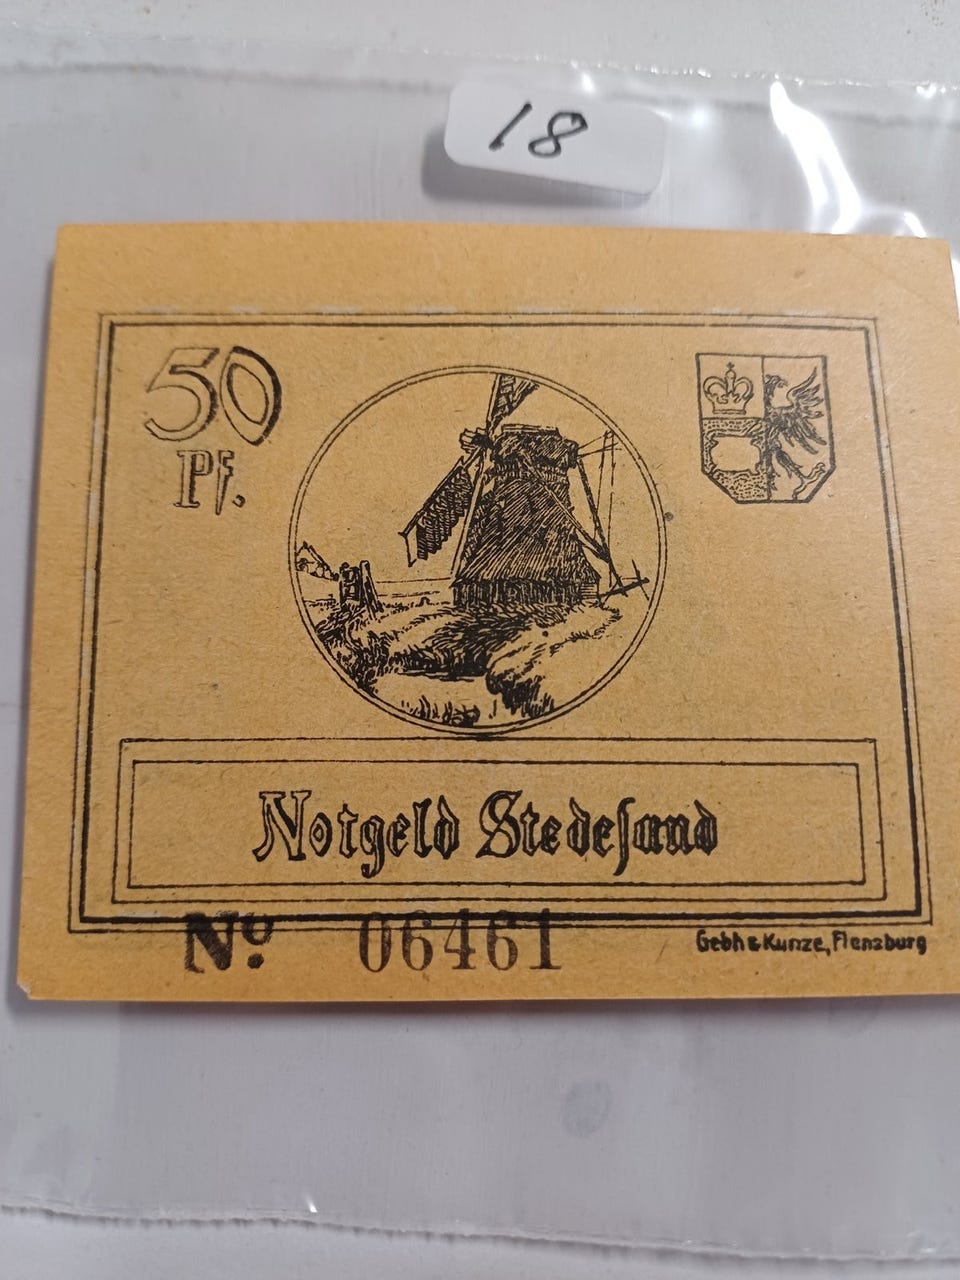 18
50
Pf.
Notgeld Stedesand
No. 06461
Gebh & Kunze, Flensburg